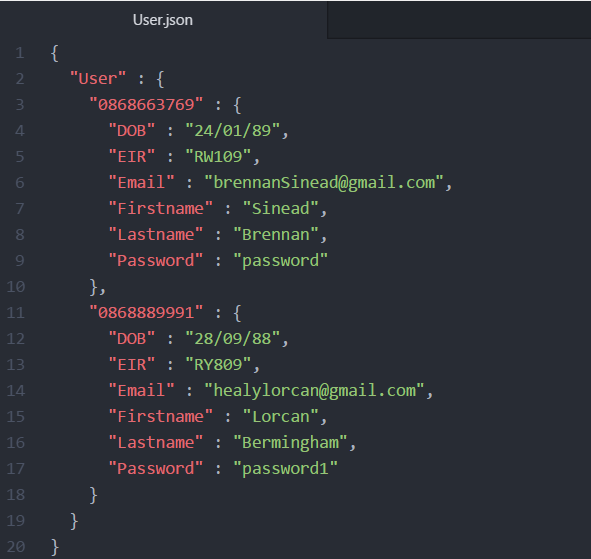 User.json
1 {
2   "User" : {
3     "0868663769" : {
4       "DOB" : "24/01/89",
5       "EIR" : "RW109",
6       "Email" : "brennanSinead@gmail.com",
7       "Firstname" : "Sinead",
8       "Lastname" : "Brennan",
9       "Password" : "password"
10     },
11     "0868889991" : {
12       "DOB" : "28/09/88",
13       "EIR" : "RY809",
14       "Email" : "healylorcan@gmail.com",
15       "Firstname" : "Lorcan",
16       "Lastname" : "Bermingham",
17       "Password" : "password1"
18     }
19   }
20 }